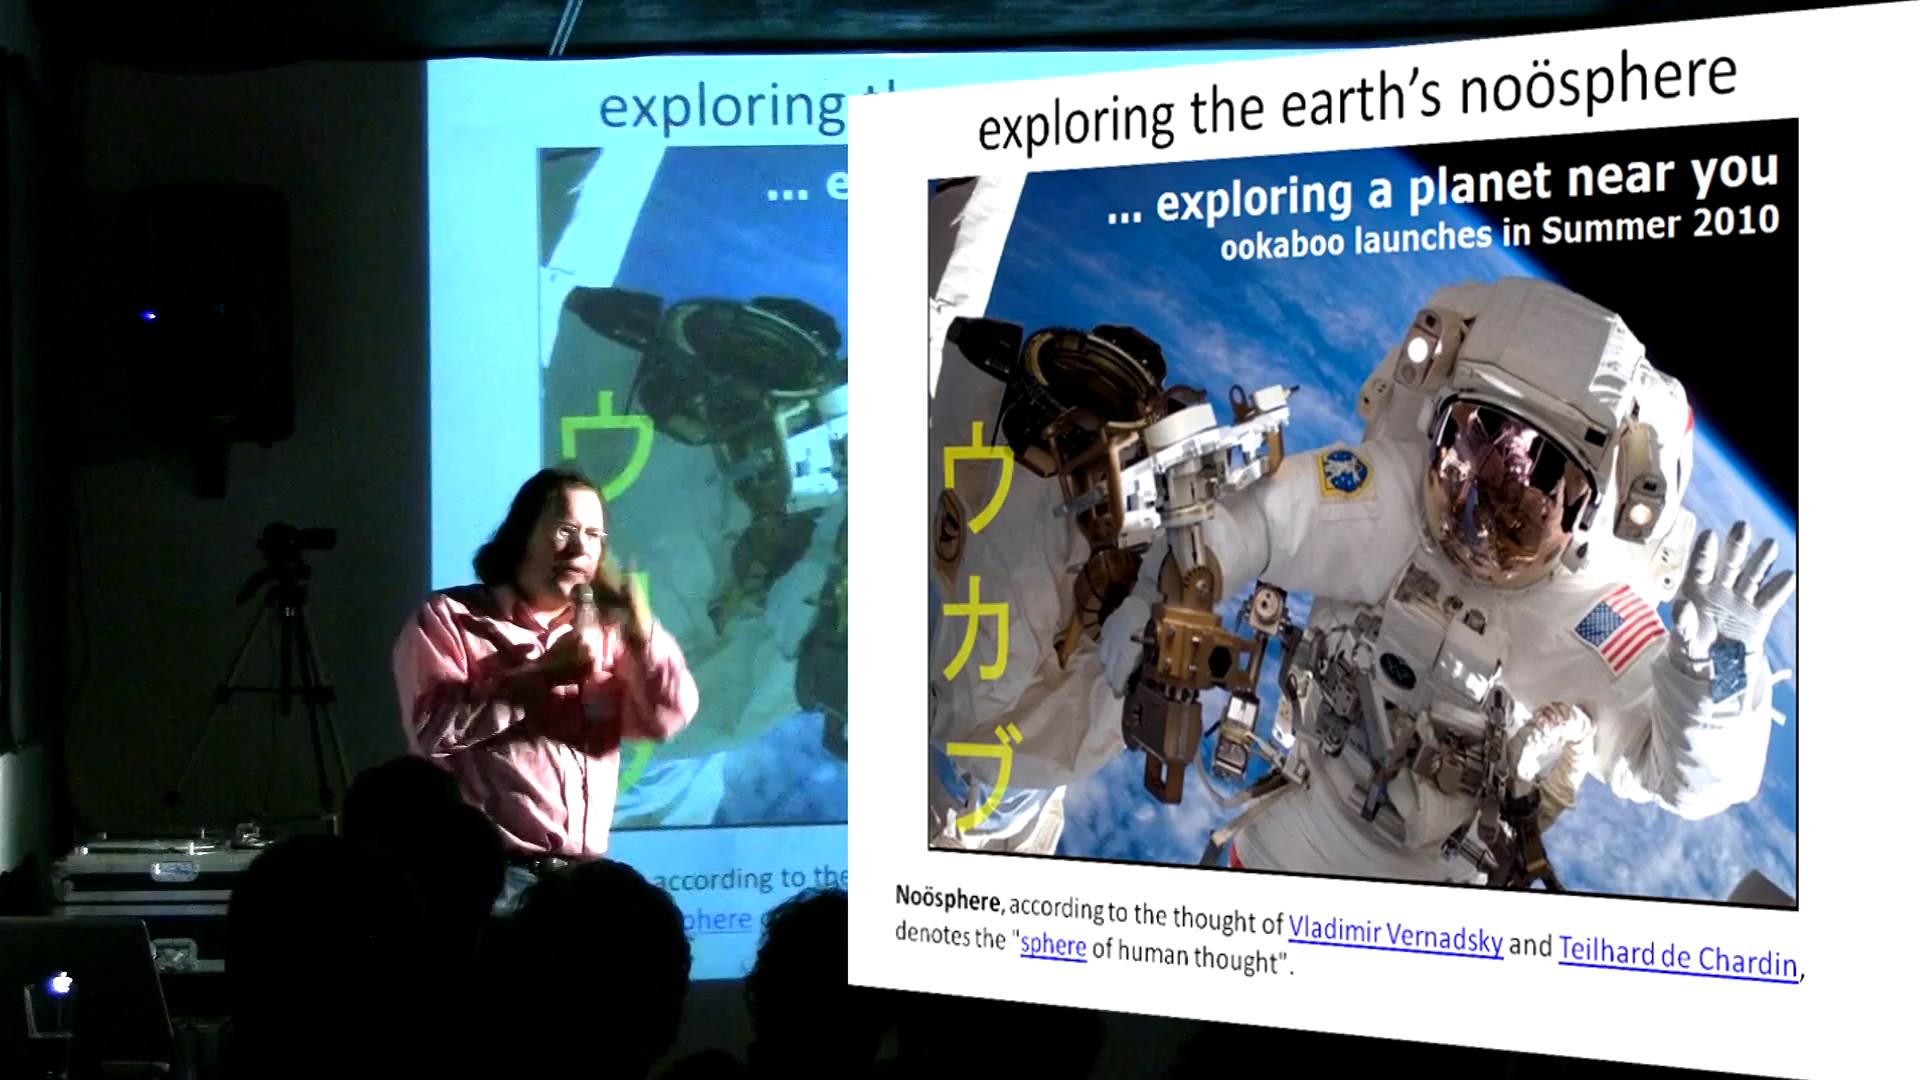 exploring
... e
ウ
according to the
sphere
exploring the earth's noösphere
... exploring a planet near you
ookaboo launches in Summer 2010
ウカブ
Noösphere, according to the thought of Vladimir Vernadsky and Teilhard de Chardin,
denotes the "sphere of human thought".